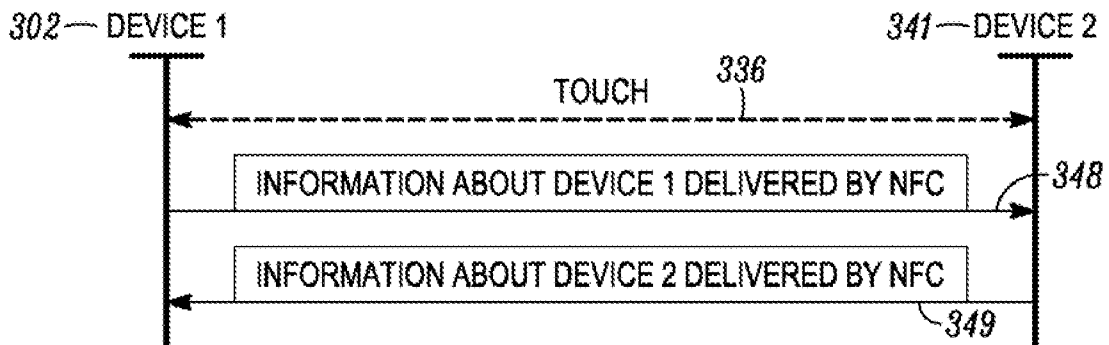 302 DEVICE 1 341 DEVICE 2
336
TOUCH
INFORMATION ABOUT DEVICE 1 DELIVERED BY NFC
348
INFORMATION ABOUT DEVICE 2 DELIVERED BY NFC
349